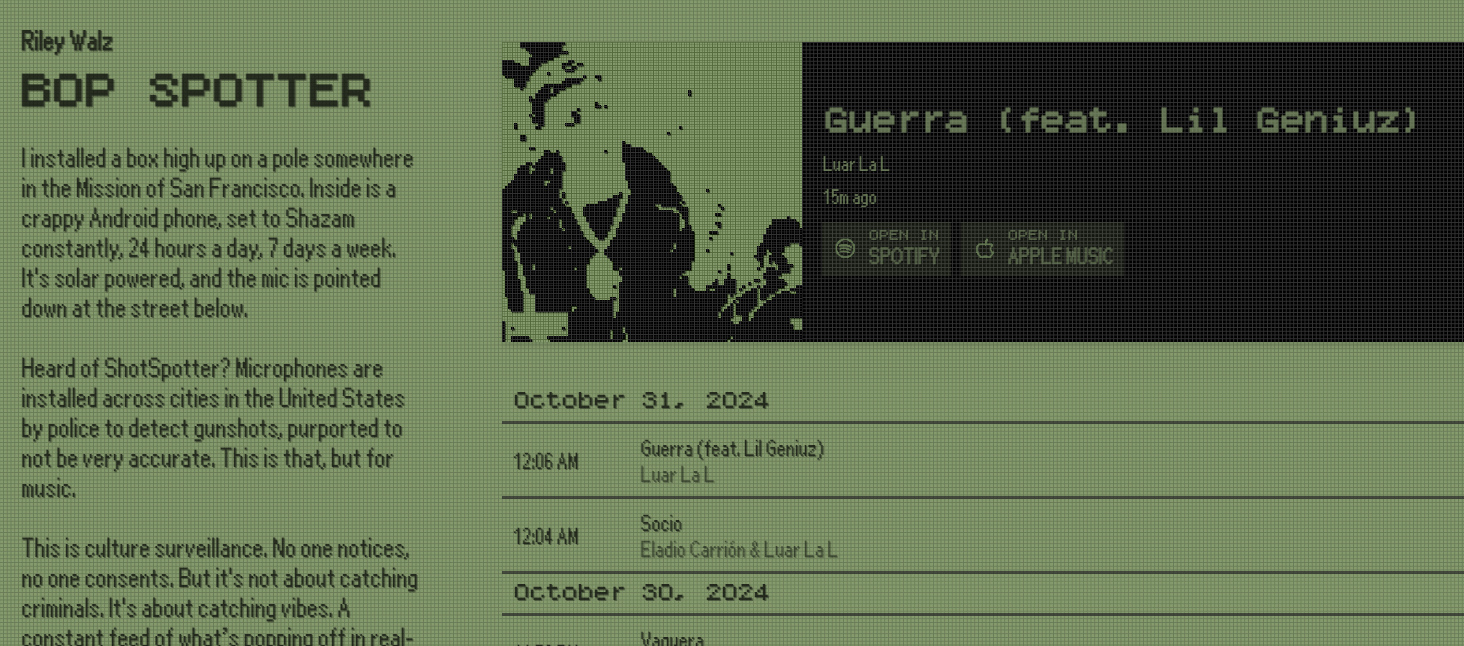 Riley Walz
BOP SPOTTER
I installed a box high up on a pole somewhere
in the Mission of San Francisco. Inside is a
crappy Android phone, set to Shazam
constantly, 24 hours a day, 7 days a week.
It's solar powered, and the mic is pointed
down at the street below.
Heard of ShotSpotter? Microphones are
installed across cities in the United States
by police to detect gunshots, purported to
not be very accurate. This is that, but for
music.
This is culture surveillance. No one notices,
no one consents. But it's not about catching
criminals. It's about catching vibes. A
constant feed of what's popping off in real-
Guerra (feat. Lil Geniuz)
Luar La L
15m ago
OPEN IN
SPOTIFY
OPEN IN
APPLE MUSIC
October 31, 2024
12:06 AM
Guerra (feat. Lil Geniuz)
Luar La L
12:04 AM
Socio
Eladio Carrión & Luar La L
October 30, 2024
Vaquera